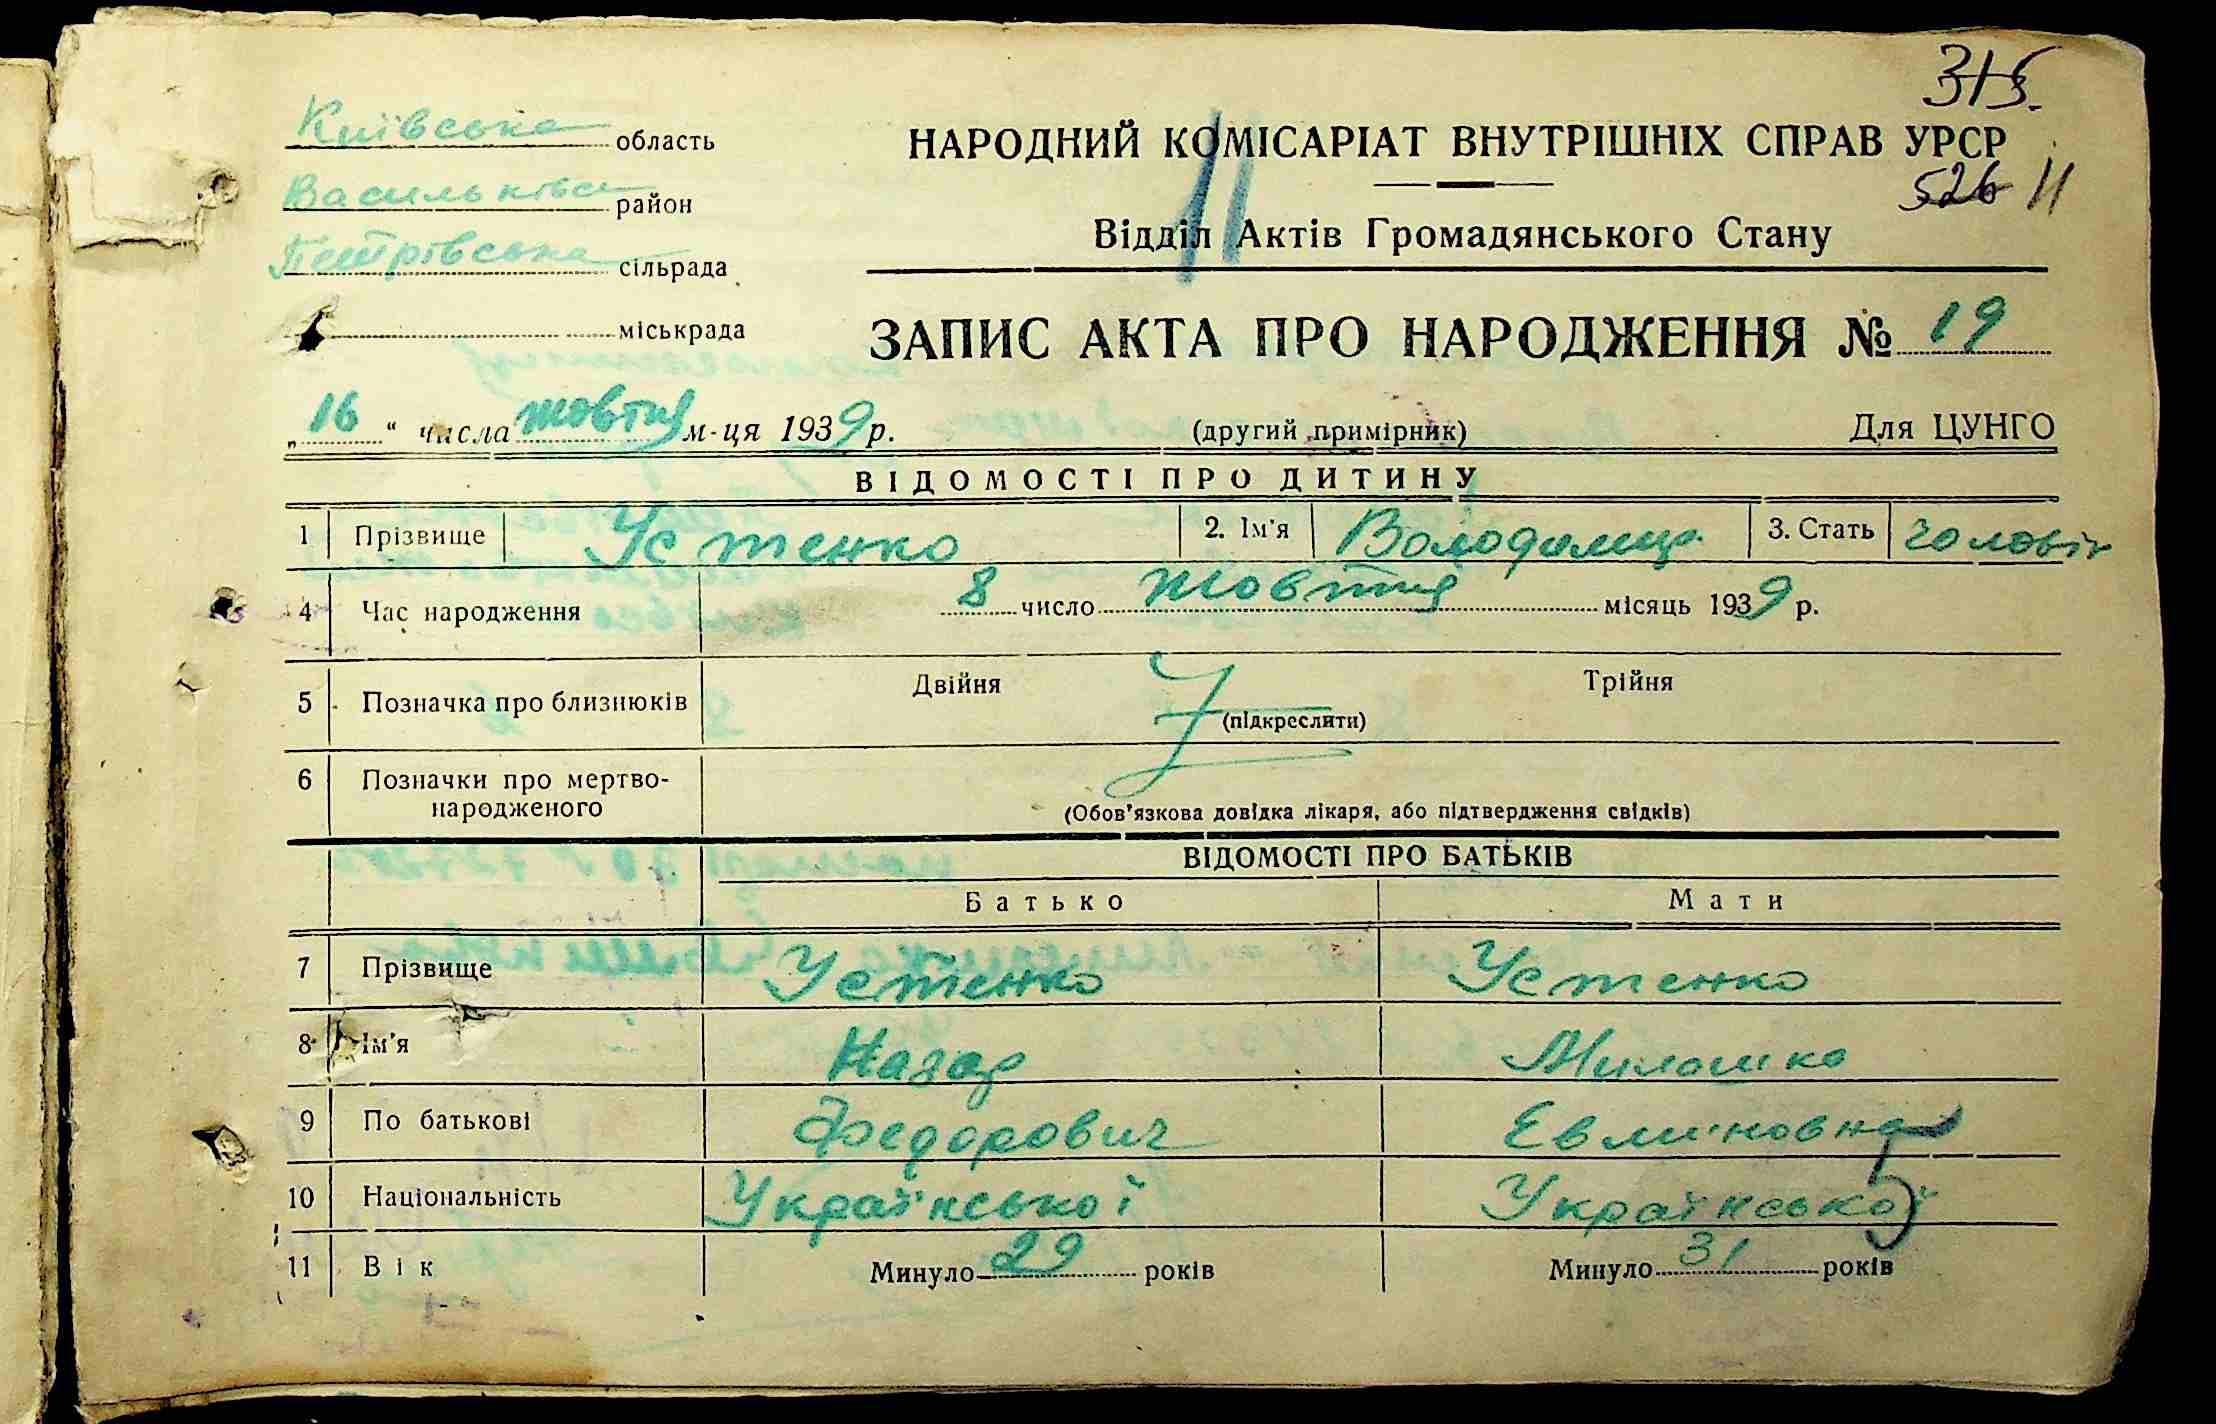 315.
Київська область
НАРОДНИЙ КОМІСАРІАТ ВНУТРІШНІХ СПРАВ УРСР
Васильків район
526 11
11
Петрівська сільрада
Відділ Актів Громадянського Стану
міськрада
ЗАПИС АКТА ПРО НАРОДЖЕННЯ № 19
„16“ числа жовтня м-ця 1939 р. (другий примірник) Для ЦУНГО
ВІДОМОСТІ ПРО ДИТИНУ
1 Прізвище Устенко 2. Ім'я Володимир 3. Стать чоловіч
4 Час народження 8 число жовтня місяць 1939 р.
5 Позначка про близнюків Двійня (підкреслити) Трійня
6 Позначки про мертво-
народженого (Обов'язкова довідка лікаря, або підтвердження свідків)
ВІДОМОСТІ ПРО БАТЬКІВ
Батько Мати
7 Прізвище Устенко Устенко
8 Ім'я Назар
9 По батькові Федорович
10 Національність Української Української
11 Вік Минуло 29 років Минуло 31 років